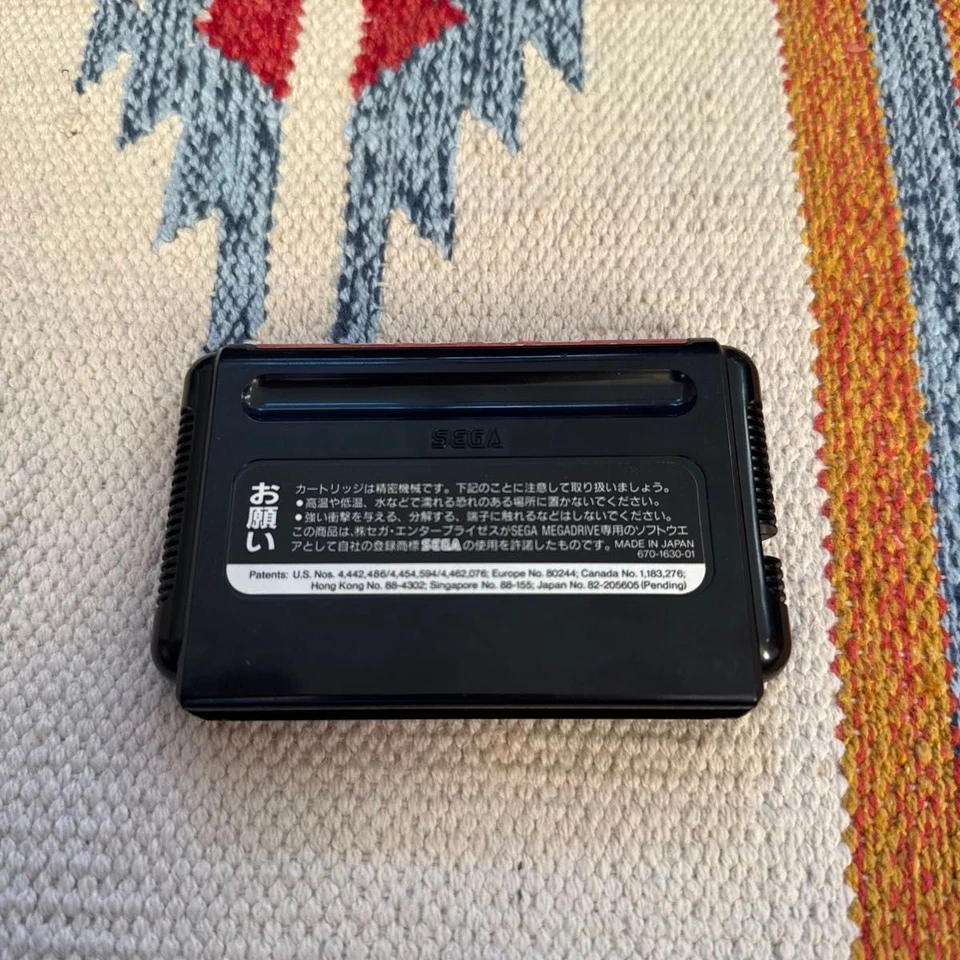 SEGA
お願い
カートリッジは精密機械です。下記のことに注意して取り扱いましょう。
●高温や低温、水などで濡れる恐れのある場所に置かないでください。
●強い衝撃を与える、分解する、端子に触れるなどはしないでください。
この商品は、㈱セガ・エンタープライゼスがSEGA MEGADRIVE専用のソフトウエ
アとして自社の登録商標SEGAの使用を許諾したものです。MADE IN JAPAN
670-1630-01
Patents: U.S. Nos. 4,442,486/4,454,594/4,462,076; Europe No. 80244; Canada No. 1,183,276;
Hong Kong No. 88-4302; Singapore No. 88-155; Japan No. 82-205605 (Pending)